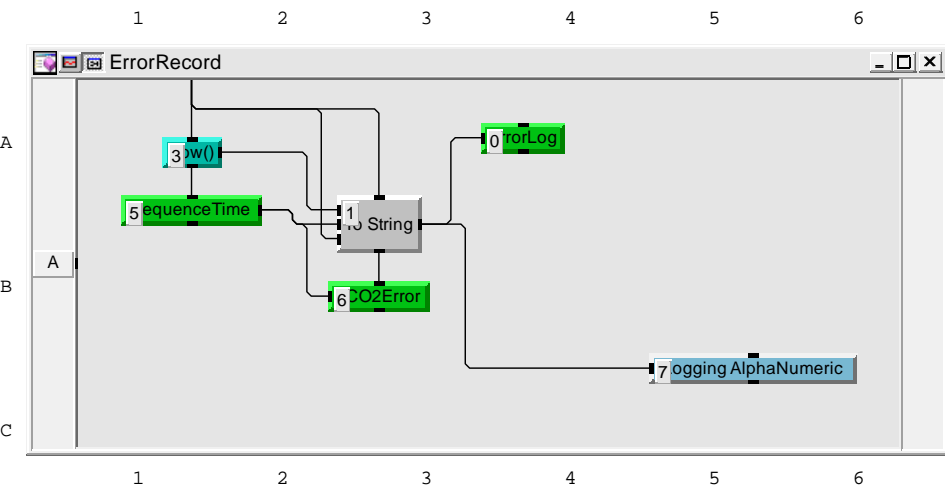 1 2 3 4 5 6
ErrorRecord
A
0 rorLog
3 ow()
5 equenceTime
1
o String
A
B
6 CO2Error
7 ogging AlphaNumeric
C
1 2 3 4 5 6